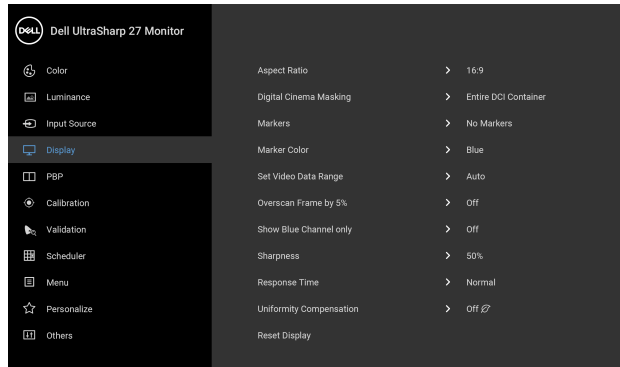 DELL Dell UltraSharp 27 Monitor
Color Aspect Ratio 16:9
Luminance Digital Cinema Masking Entire DCI Container
Input Source Markers No Markers
Display Marker Color Blue
PBP Set Video Data Range Auto
Calibration Overscan Frame by 5% Off
Validation Show Blue Channel only Off
Scheduler Sharpness 50%
Menu Response Time Normal
Personalize Uniformity Compensation Off
Others Reset Display